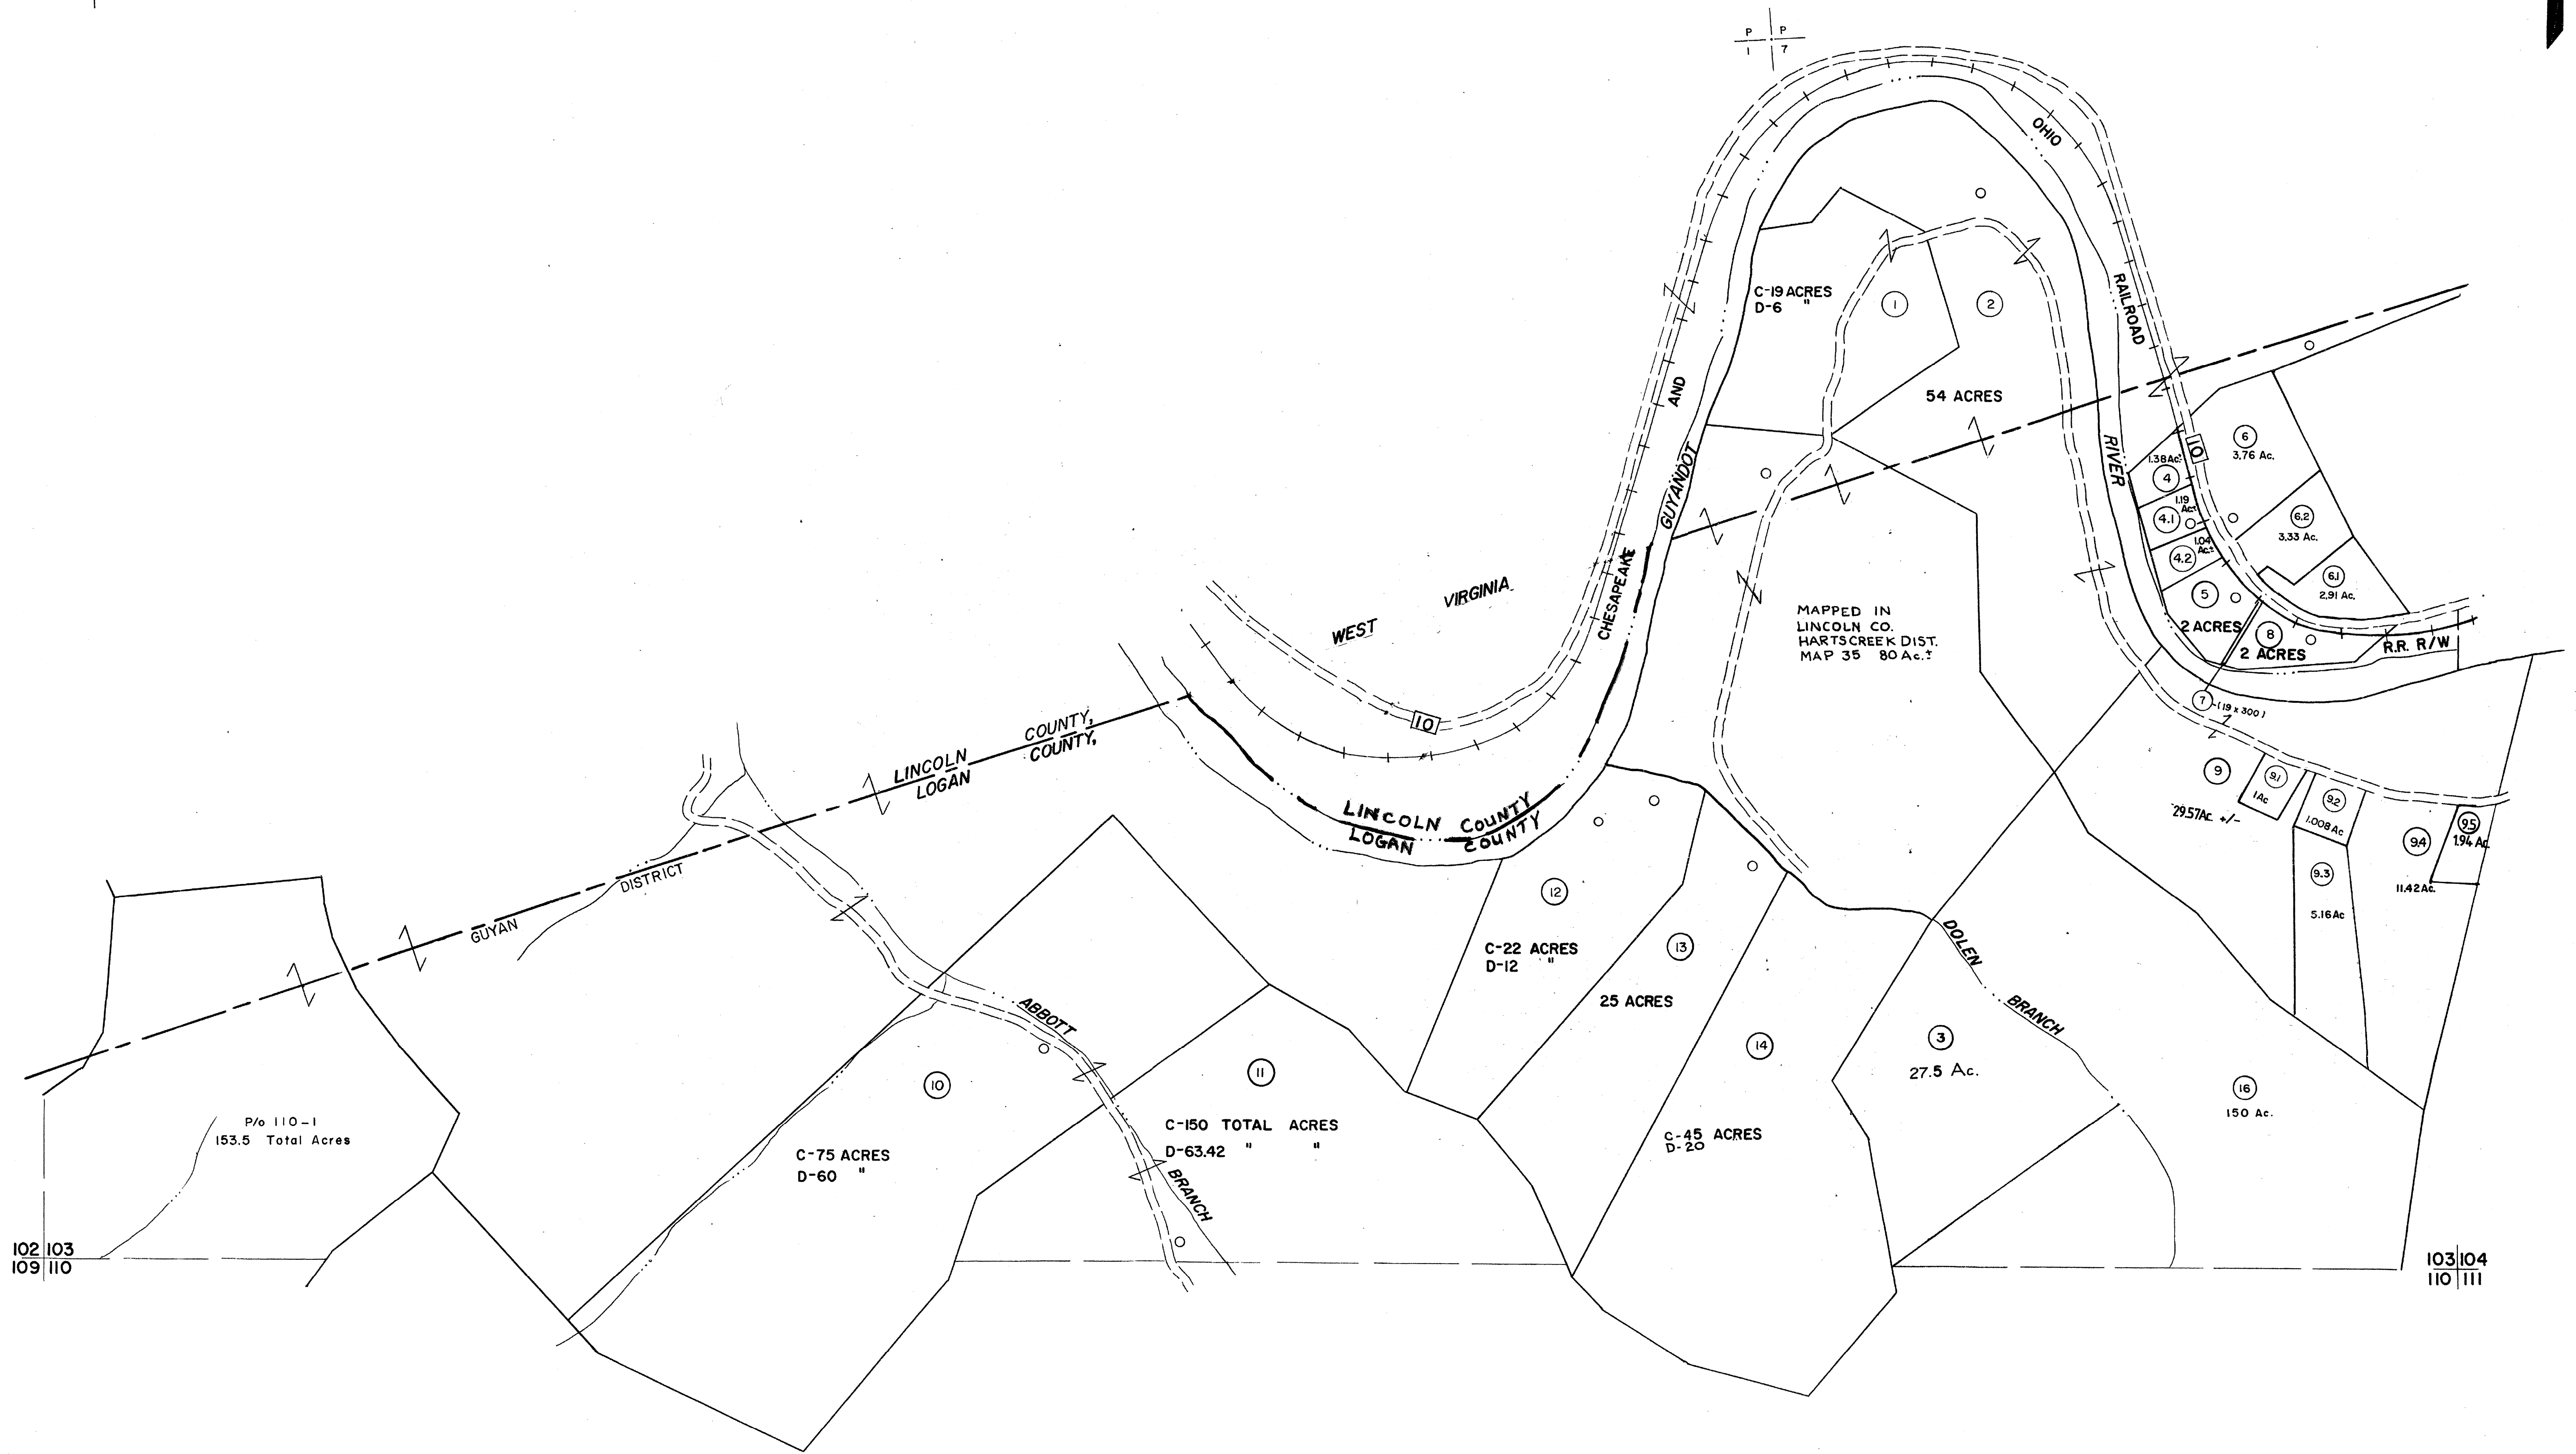 P P
1 7
OHIO
C-19 ACRES
D-6 "
1
2
RAILROAD
AND
54 ACRES
10
6
3.76 Ac.
RIVER
GUYANDOT
1.38 Ac.±
4
1.19
Ac.±
4.1
6.2
3.33 Ac.
1.04
Ac.±
4.2
CHESAPEAKE
6.1
2.91 Ac.
5
2 ACRES
8
2 ACRES
R.R. R/W
WEST VIRGINIA
MAPPED IN
LINCOLN CO.
HARTS CREEK DIST.
MAP 35 80 Ac.±
7
(19 x 300)
10
LINCOLN COUNTY,
LOGAN COUNTY,
LINCOLN COUNTY
LOGAN COUNTY
9
29.57Ac. +/-
9.1
1 Ac
9.2
1.008 Ac
9.3
5.16 Ac
9.4
11.42 Ac.
9.5
1.94 Ac.
GUYAN DISTRICT
12
C-22 ACRES
D-12 "
13
25 ACRES
DOLEN
BRANCH
ABBOTT
BRANCH
10
C-75 ACRES
D-60 "
11
C-150 TOTAL ACRES
D-63.42 " "
14
C-45 ACRES
D-20
3
27.5 Ac.
16
150 Ac.
P/o 110-1
153.5 Total Acres
102 103
109 110
103 104
110 111